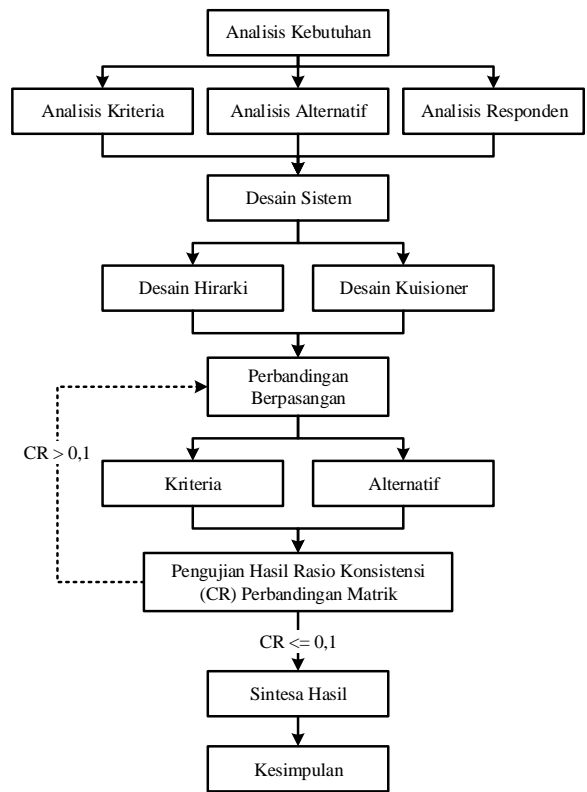 Analisis Kebutuhan
Analisis Kriteria
Analisis Alternatif
Analisis Responden
Desain Sistem
Desain Hirarki
Desain Kuisioner
Perbandingan
Berpasangan
CR > 0,1
Kriteria
Alternatif
Pengujian Hasil Rasio Konsistensi
(CR) Perbandingan Matrik
CR <= 0,1
Sintesa Hasil
Kesimpulan